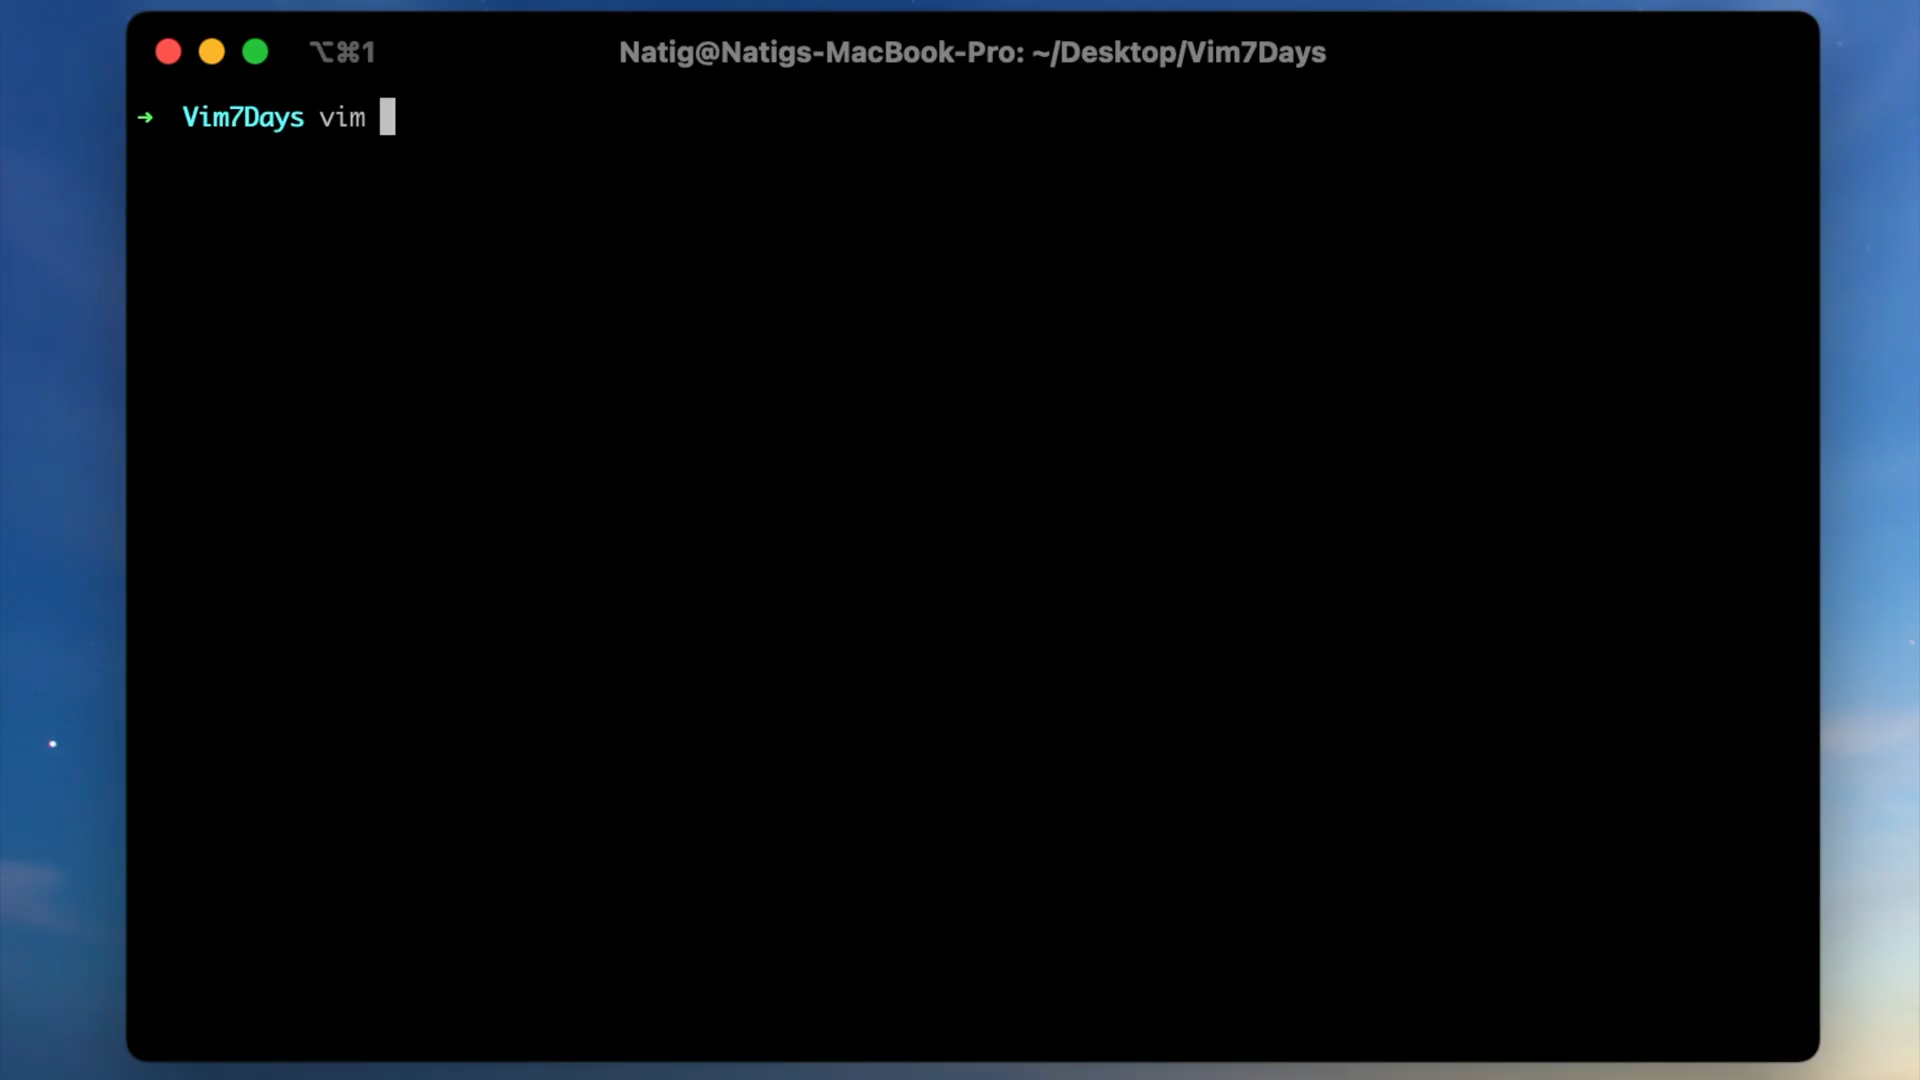 ⌥⌘1
Natig@Natigs-MacBook-Pro: ~/Desktop/Vim7Days
➜ Vim7Days vim